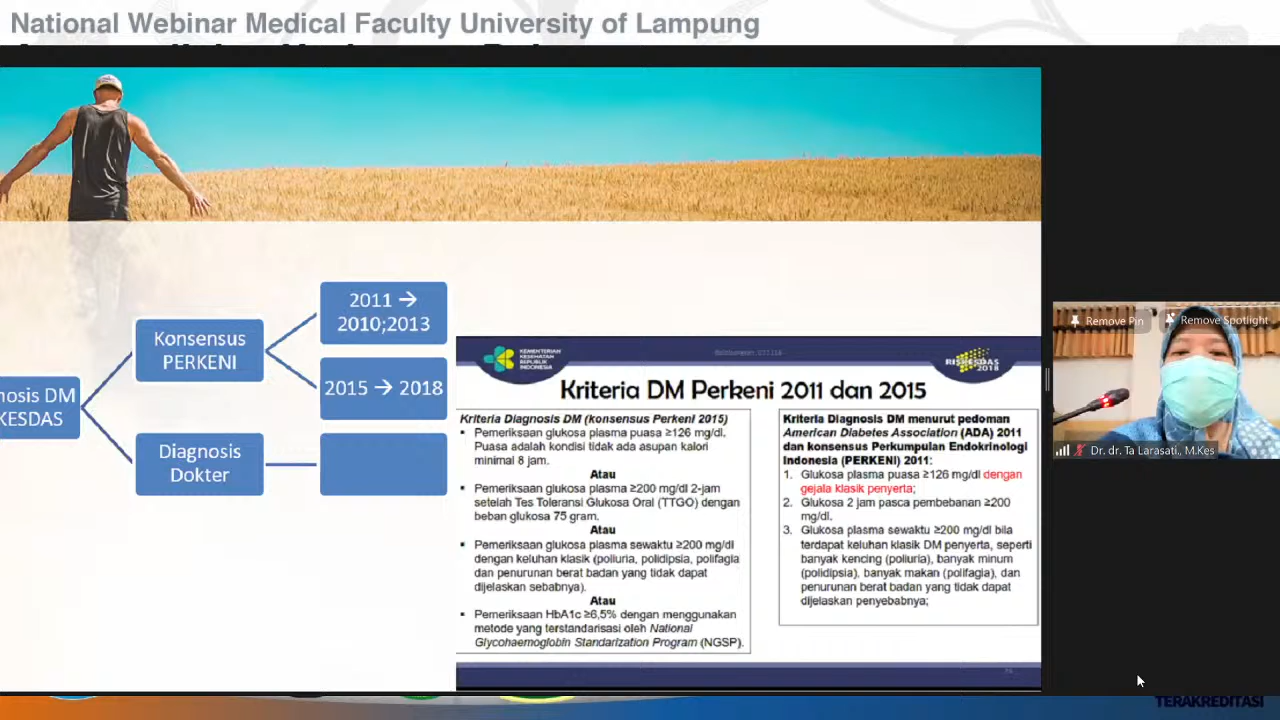 National Webinar Medical Faculty University of Lampung
nosis DM
KESDAS
Konsensus
PERKENI
2011 →
2010;2013
2015 → 2018
Diagnosis
Dokter
KEMENTERIAN
KESEHATAN
REPUBLIK
INDONESIA
RISKESDAS
2018
Kriteria DM Perkeni 2011 dan 2015
Kriteria Diagnosis DM (konsensus Perkeni 2015)
▪ Pemeriksaan glukosa plasma puasa ≥126 mg/dl.
Puasa adalah kondisi tidak ada asupan kalori
minimal 8 jam.
Atau
▪ Pemeriksaan glukosa plasma ≥200 mg/dl 2-jam
setelah Tes Toleransi Glukosa Oral (TTGO) dengan
beban glukosa 75 gram.
Atau
▪ Pemeriksaan glukosa plasma sewaktu ≥200 mg/dl
dengan keluhan klasik (poliuria, polidipsia, polifagia
dan penurunan berat badan yang tidak dapat
dijelaskan sebabnya).
Atau
▪ Pemeriksaan HbA1c ≥6,5% dengan menggunakan
metode yang terstandarisasi oleh National
Glycohaemoglobin Standarization Program (NGSP).
Kriteria Diagnosis DM menurut pedoman
American Diabetes Association (ADA) 2011
dan konsensus Perkumpulan Endokrinologi
Indonesia (PERKENI) 2011:
1. Glukosa plasma puasa ≥126 mg/dl dengan
gejala klasik penyerta;
2. Glukosa 2 jam pasca pembebanan ≥200
mg/dl.
3. Glukosa plasma sewaktu ≥200 mg/dl bila
terdapat keluhan klasik DM penyerta, seperti
banyak kencing (poliuria), banyak minum
(polidipsia), banyak makan (polifagia), dan
penurunan berat badan yang tidak dapat
dijelaskan penyebabnya;
Remove Pin
Remove Spotlight
Dr. dr. Ta Larasati., M.Kes
TERAKREDITASI